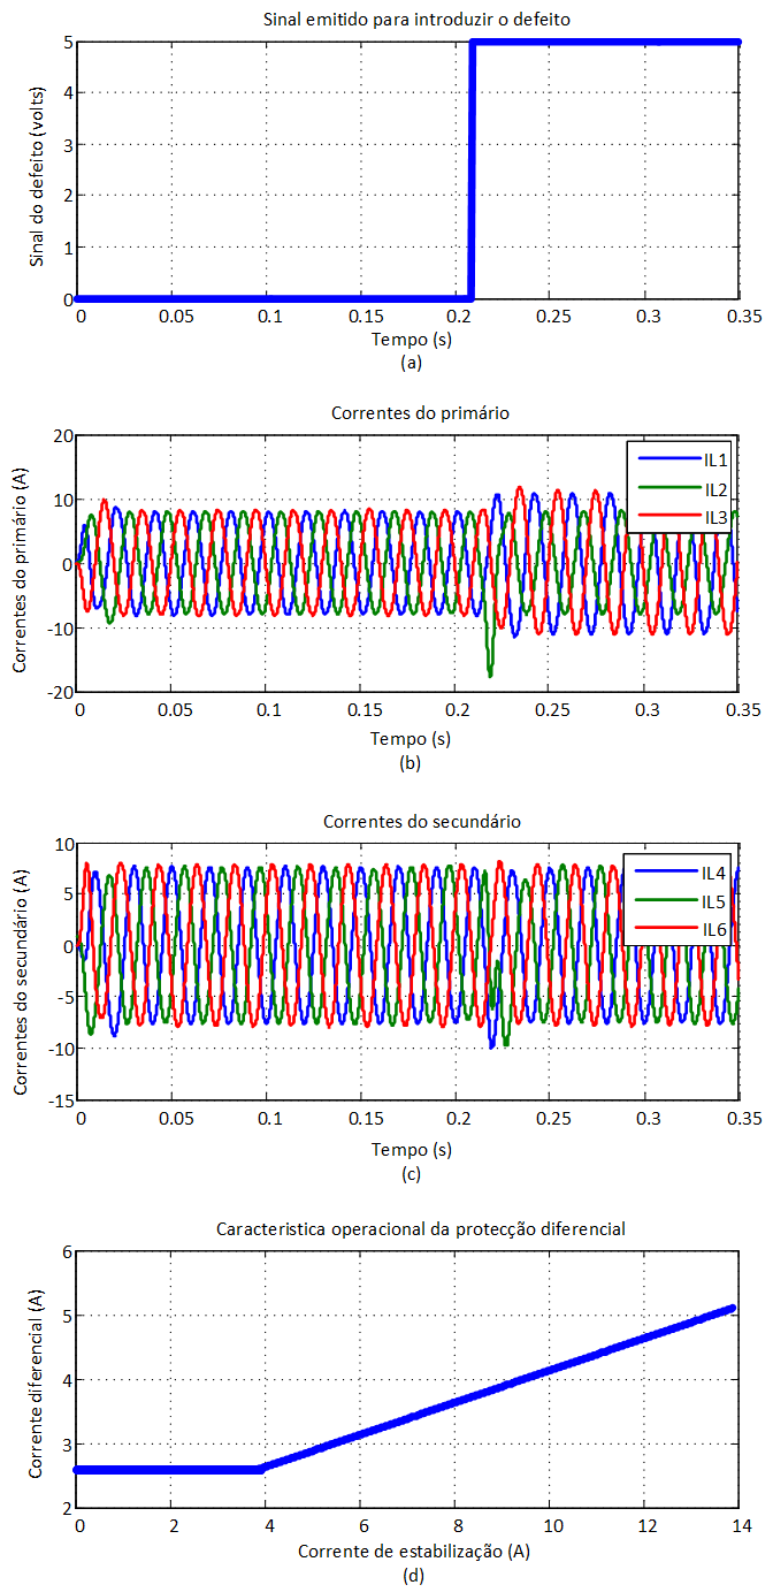 Sinal emitido para introduzir o defeito
Sinal do defeito (volts)
5
4
3
2
1
0
0 0.05 0.1 0.15 0.2 0.25 0.3 0.35
Tempo (s)
(a)
Correntes do primário
Correntes do primário (A)
20
10
0
-10
-20
IL1
IL2
IL3
0 0.05 0.1 0.15 0.2 0.25 0.3 0.35
Tempo (s)
(b)
Correntes do secundário
Correntes do secundário (A)
10
5
0
-5
-10
-15
IL4
IL5
IL6
0 0.05 0.1 0.15 0.2 0.25 0.3 0.35
Tempo (s)
(c)
Caracteristica operacional da protecção diferencial
Corrente diferencial (A)
6
5
4
3
2
0 2 4 6 8 10 12 14
Corrente de estabilização (A)
(d)